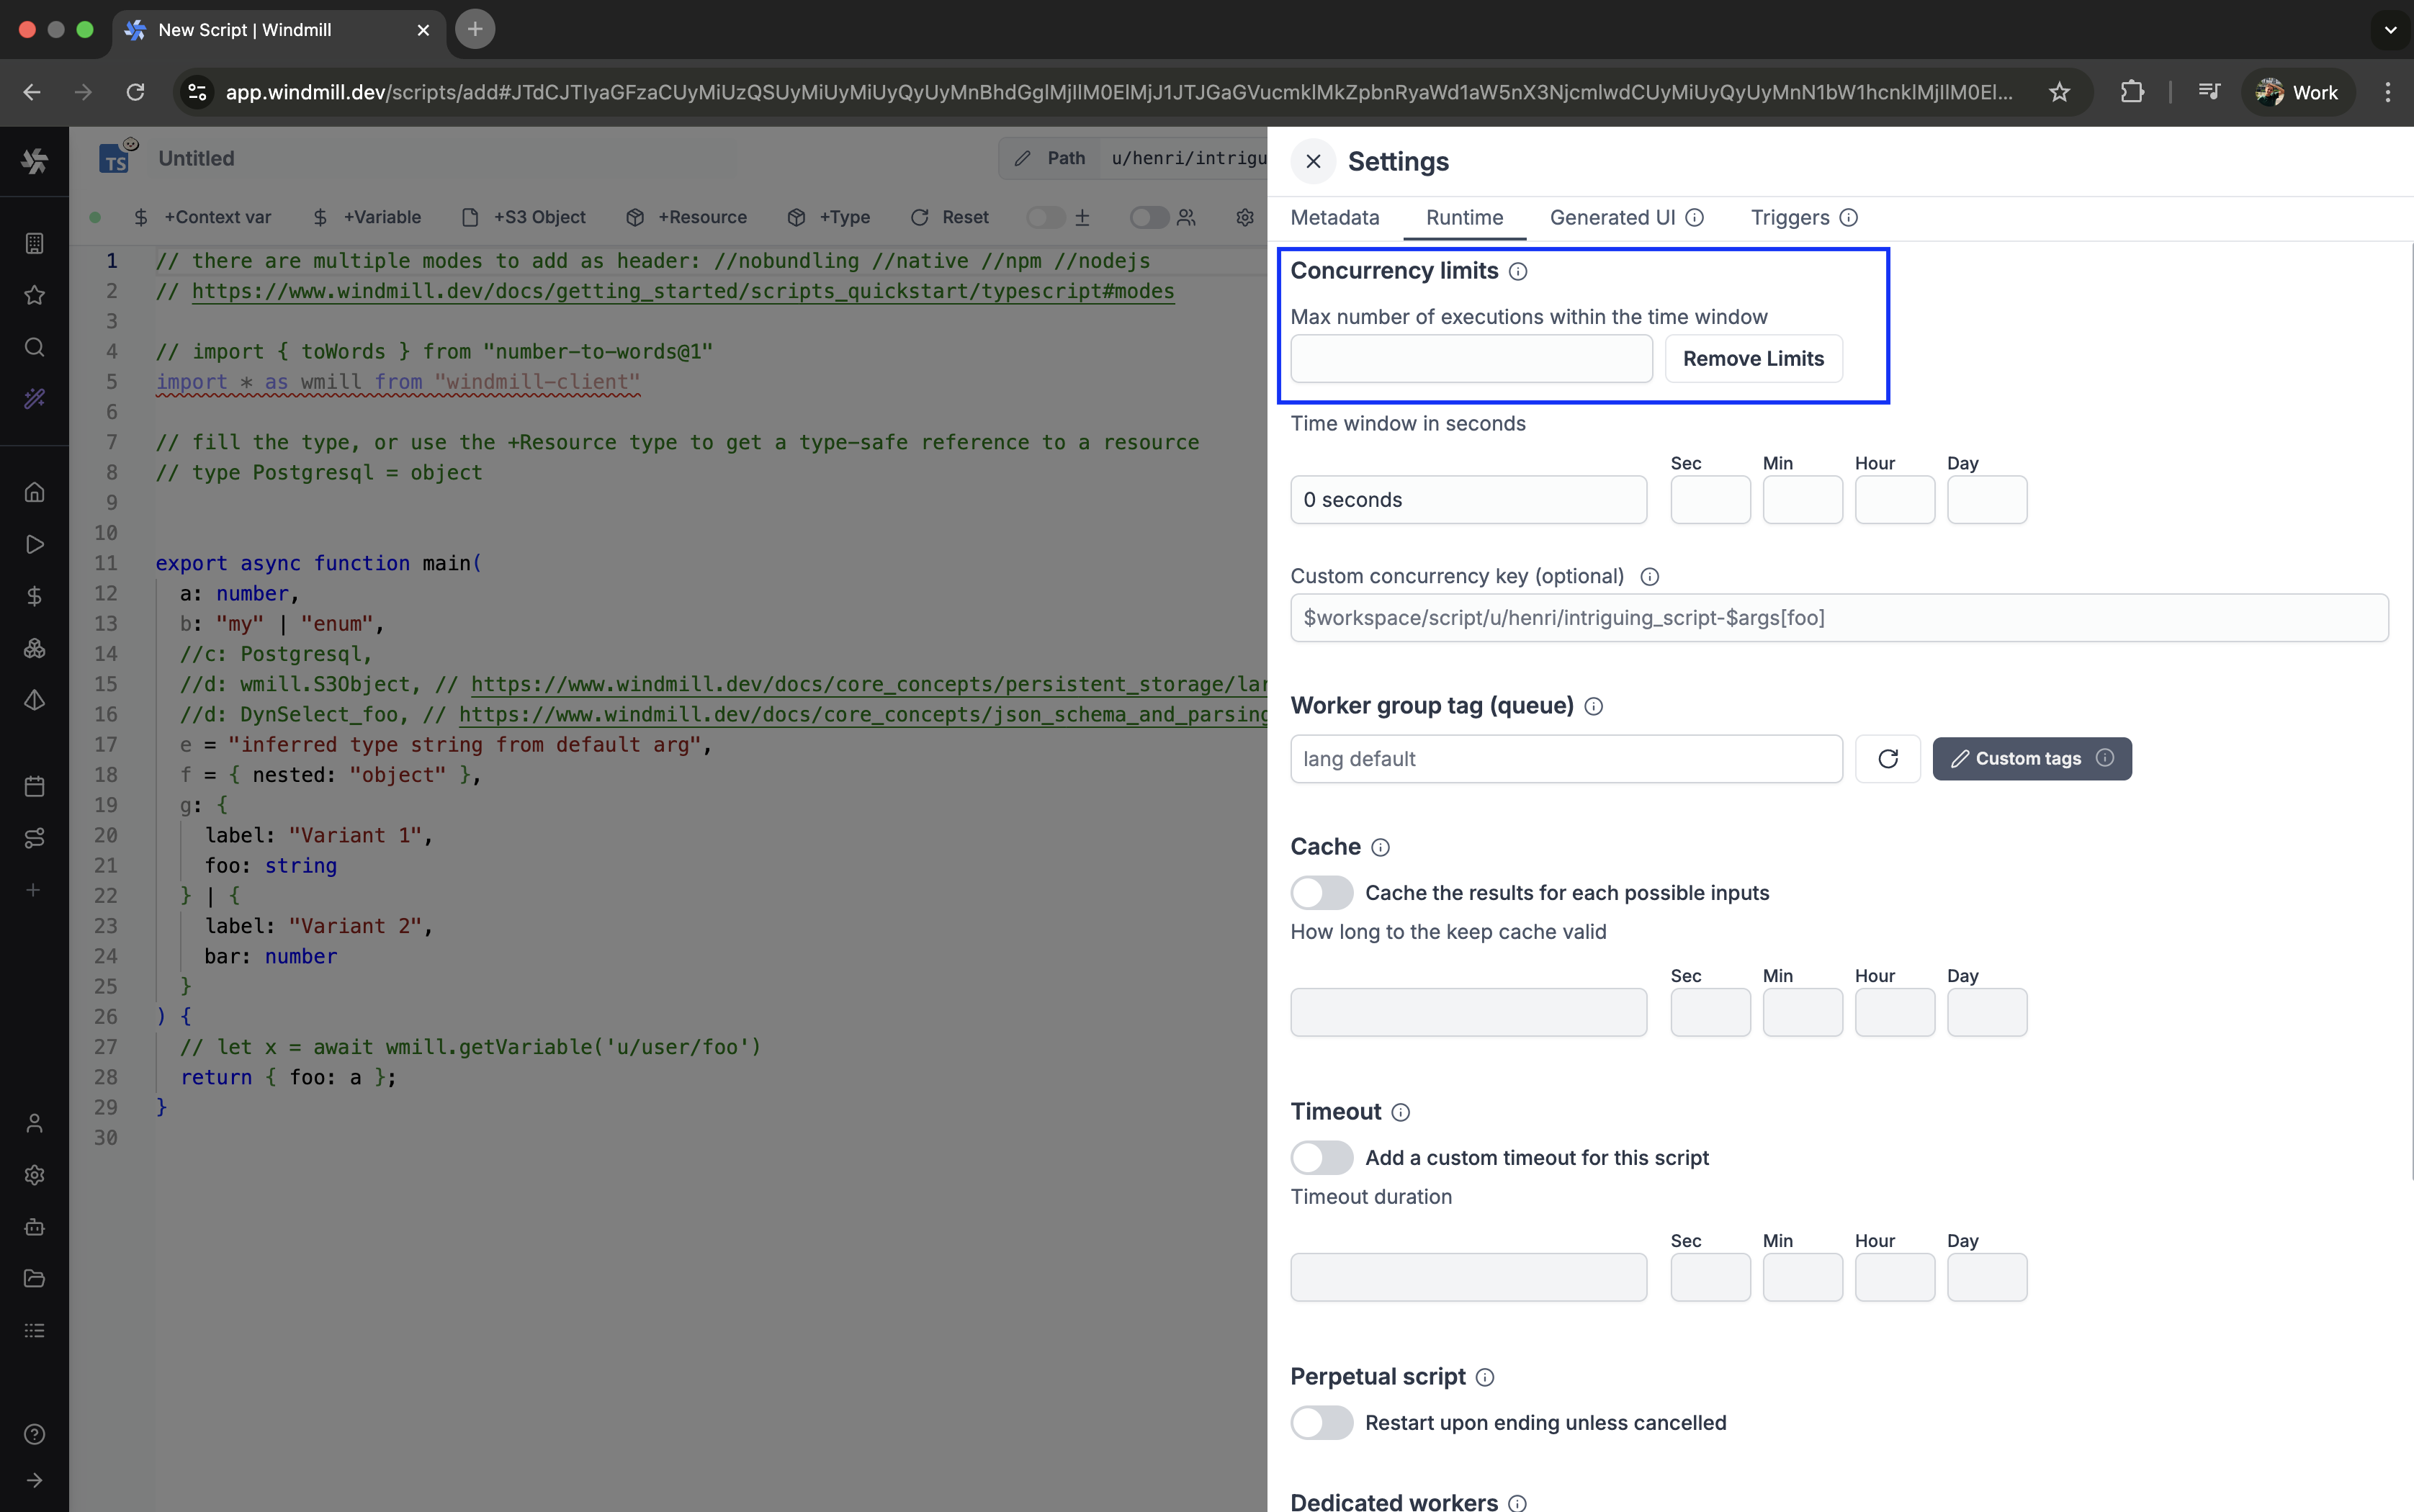 New Script | Windmill
app.windmill.dev/scripts/add#JTdCJTIyaGFzaCUyMiUzQSUyMiUyMiUyQyUyMnBhdGglMjIlM0ElMjJ1JTJGaGVucmklMkZpbnRyaWd1aW5nX3NjcmlwdCUyMiUyQyUyMnN1bW1hcnklMjIlM0El...
Work
TS
Untitled
Path
u/henri/intrigu
+Context var
+Variable
+S3 Object
+Resource
+Type
Reset
1 // there are multiple modes to add as header: //nobundling //native //npm //nodejs
2 // https://www.windmill.dev/docs/getting_started/scripts_quickstart/typescript#modes
3
4 // import { toWords } from "number-to-words@1"
5 import * as wmill from "windmill-client"
6
7 // fill the type, or use the +Resource type to get a type-safe reference to a resource
8 // type Postgresql = object
9
10
11 export async function main(
12 a: number,
13 b: "my" | "enum",
14 //c: Postgresql,
15 //d: wmill.S3Object, // https://www.windmill.dev/docs/core_concepts/persistent_storage/lar
16 //d: DynSelect_foo, // https://www.windmill.dev/docs/core_concepts/json_schema_and_parsing
17 e = "inferred type string from default arg",
18 f = { nested: "object" },
19 g: {
20 label: "Variant 1",
21 foo: string
22 } | {
23 label: "Variant 2",
24 bar: number
25 }
26 ) {
27 // let x = await wmill.getVariable('u/user/foo')
28 return { foo: a };
29 }
30
Settings
Metadata
Runtime
Generated UI
Triggers
Concurrency limits
Max number of executions within the time window
Remove Limits
Time window in seconds
Sec Min Hour Day
0 seconds
Custom concurrency key (optional)
$workspace/script/u/henri/intriguing_script-$args[foo]
Worker group tag (queue)
lang default
Custom tags
Cache
Cache the results for each possible inputs
How long to the keep cache valid
Sec Min Hour Day
Timeout
Add a custom timeout for this script
Timeout duration
Sec Min Hour Day
Perpetual script
Restart upon ending unless cancelled
Dedicated workers